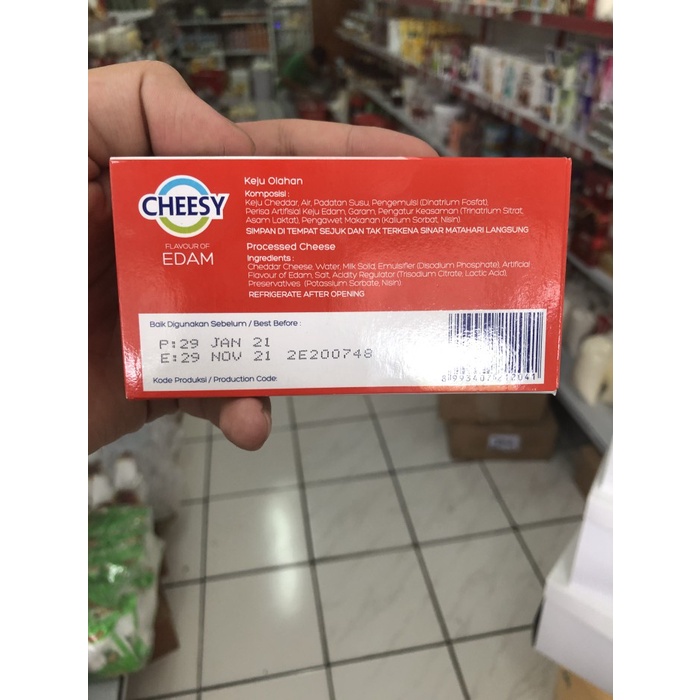 CHEESY
FLAVOUR OF
EDAM
Keju Olahan
Komposisi :
Keju Cheddar, Air, Padatan Susu, Pengemulsi (Dinatrium Fosfat),
Perisa Artifisial Keju Edam, Garam, Pengatur Keasaman (Trinatrium Sitrat,
Asam Laktat), Pengawet Makanan (Kalium Sorbat, Nisin).
SIMPAN DI TEMPAT SEJUK DAN TAK TERKENA SINAR MATAHARI LANGSUNG
Processed Cheese
Ingredients :
Cheddar Cheese, Water, Milk Solid, Emulsifier (Disodium Phosphate), Artificial
Flavour of Edam, Salt, Acidity Regulator (Trisodium Citrate, Lactic Acid),
Preservatives (Potassium Sorbate, Nisin).
REFRIGERATE AFTER OPENING
Baik Digunakan Sebelum / Best Before :
P:29 JAN 21
E:29 NOV 21 2E200748
Kode Produksi / Production Code: